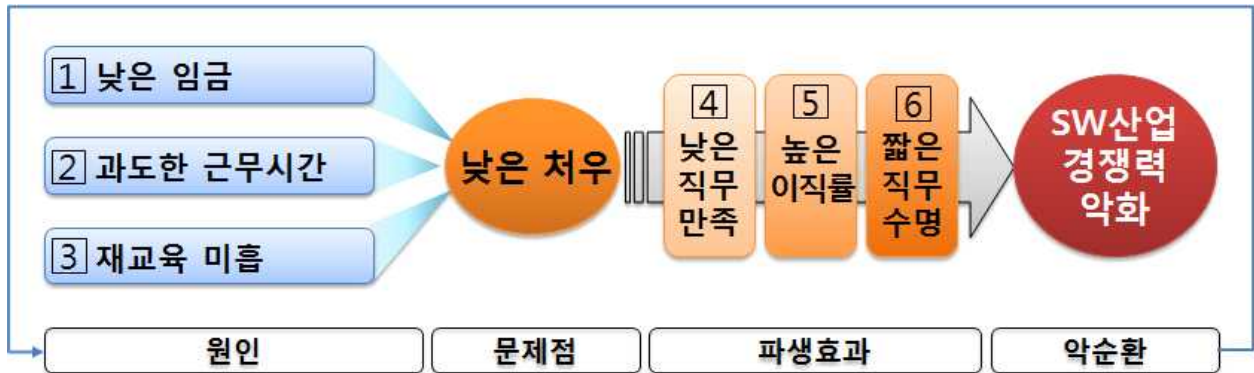 1 낮은 임금
2 과도한 근무시간
3 재교육 미흡
낮은 처우
4
낮은
직무
만족
5
높은
이직률
6
짧은
직무
수명
SW산업
경쟁력
악화
원인
문제점
파생효과
악순환